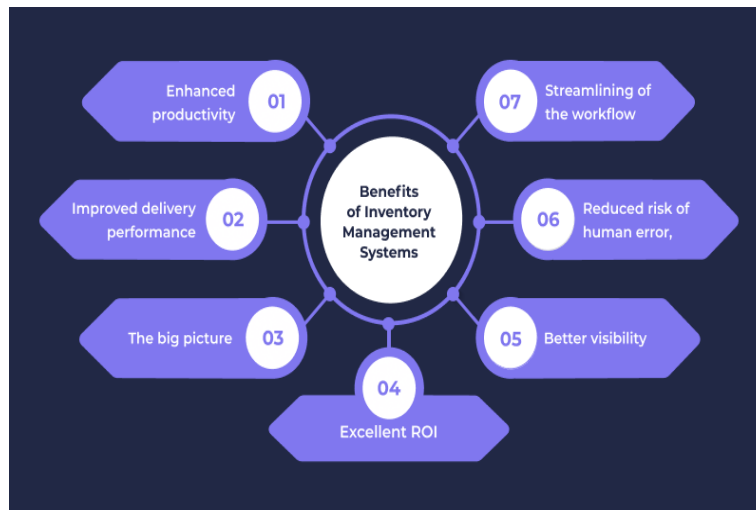 Benefits
of Inventory
Management
Systems
01
Enhanced
productivity
02
Improved delivery
performance
03
The big picture
04
Excellent ROI
05
Better visibility
06
Reduced risk of
human error,
07
Streamlining of
the workflow